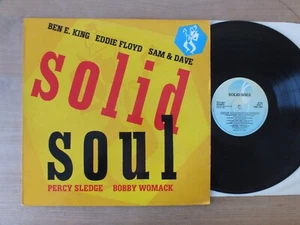 BEN E. KING EDDIE FLOYD SAM & DAVE
solid
soul
PERCY SLEDGE BOBBY WOMACK
SOLID SOUL